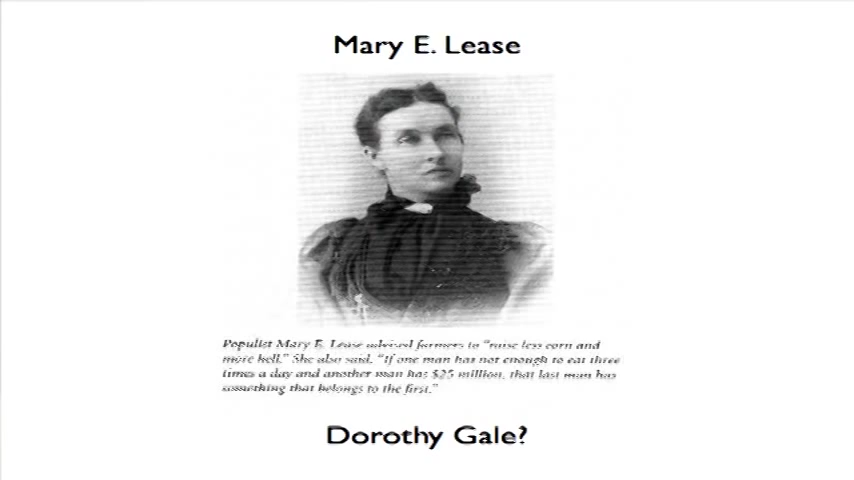 Mary E. Lease
Populist Mary E. Lease advised farmers to "raise less corn and
more hell." She also said, "If one man has not enough to eat three
times a day and another man has $25 million, that last man has
something that belongs to the first."
Dorothy Gale?